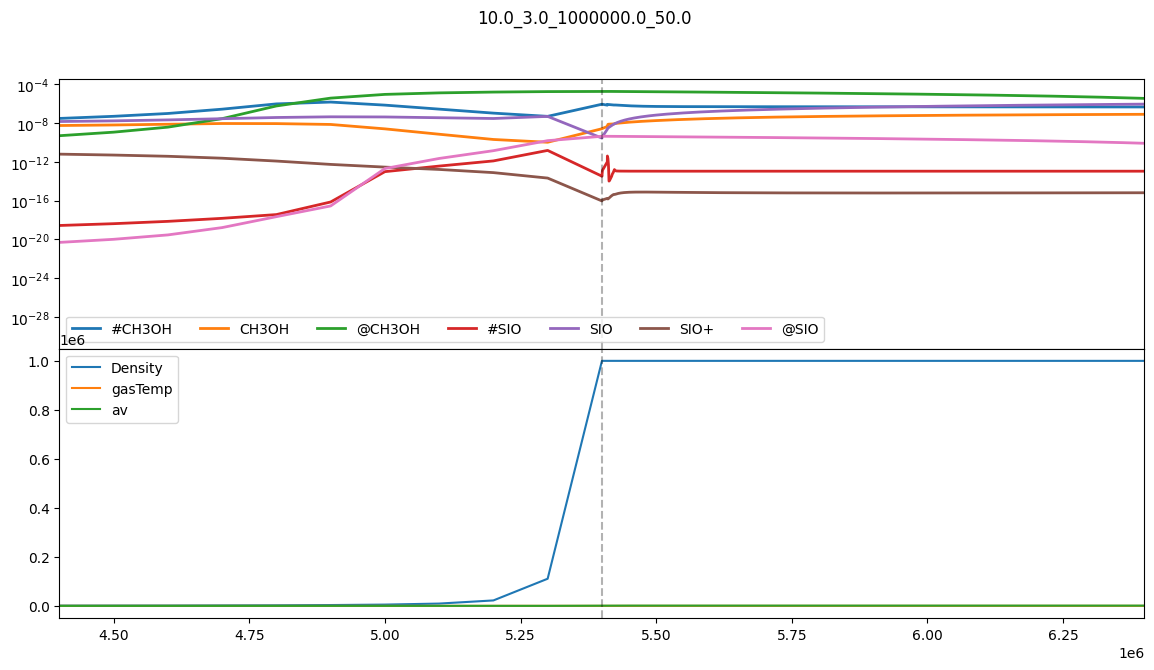 10.0_3.0_1000000.0_50.0
10⁻⁴
10⁻⁸
10⁻¹²
10⁻¹⁶
10⁻²⁰
10⁻²⁴
10⁻²⁸
#CH3OH CH3OH @CH3OH #SIO SIO SIO+ @SIO
1e6
Density
gasTemp
av
1.0
0.8
0.6
0.4
0.2
0.0
4.50 4.75 5.00 5.25 5.50 5.75 6.00 6.25
1e6